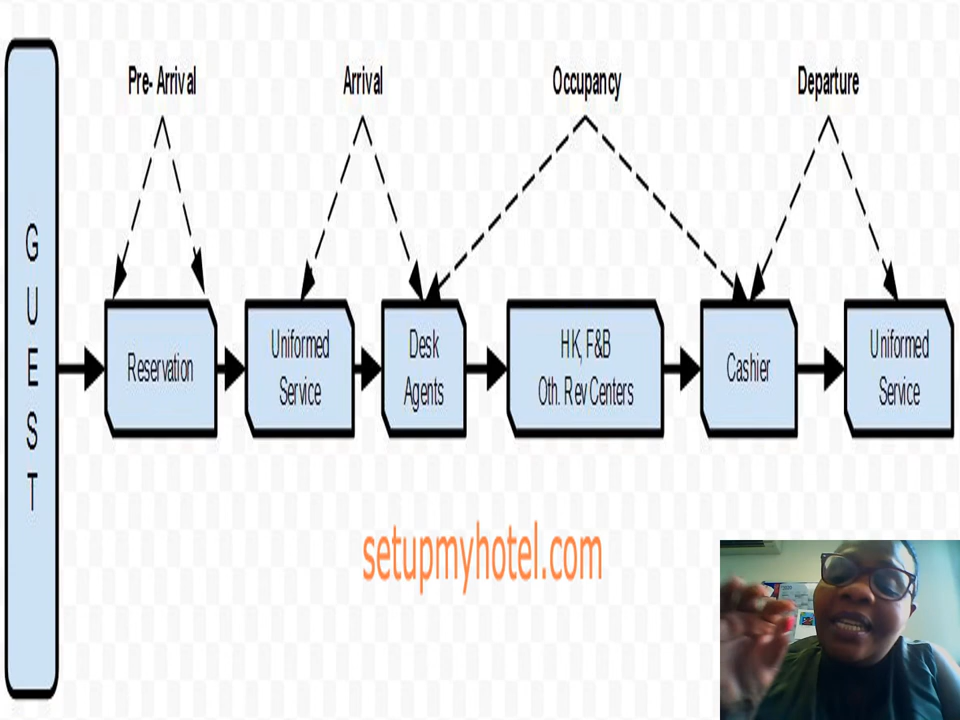 Pre- Arrival
Arrival
Occupancy
Departure
G
U
E
S
T
Reservation
Uniformed
Service
Desk
Agents
HK, F&B
Oth. Rev Centers
Cashier
Uniformed
Service
setupmyhotel.com